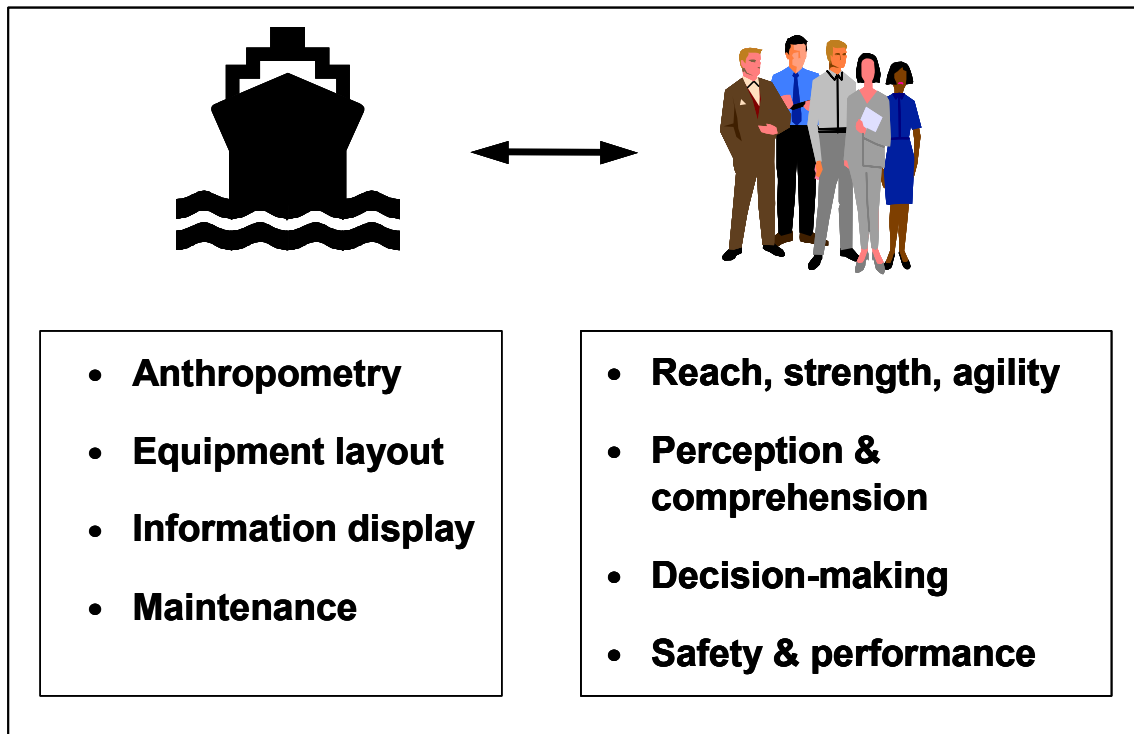 • Anthropometry
• Equipment layout
• Information display
• Maintenance
• Reach, strength, agility
• Perception &
comprehension
• Decision-making
• Safety & performance